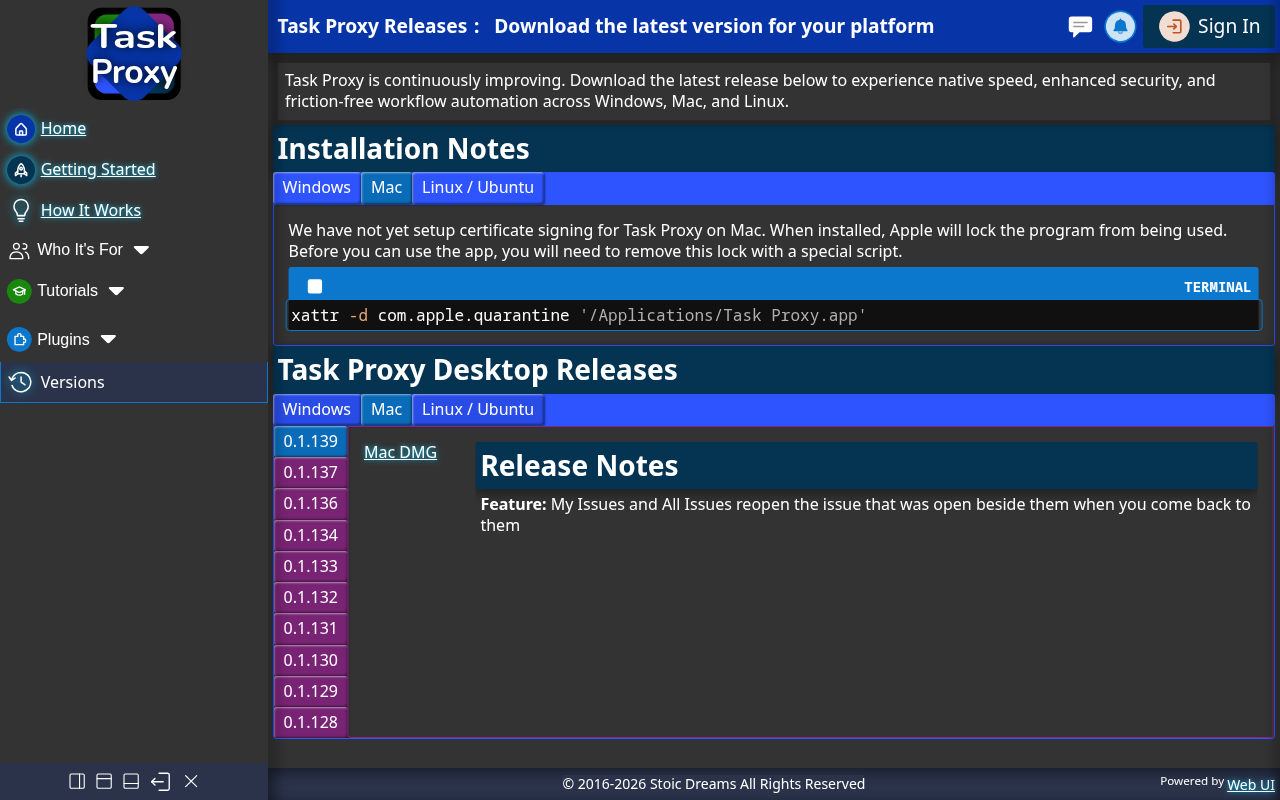 Task
Proxy
Home
Getting Started
How It Works
Who It's For
Tutorials
Plugins
Versions
Task Proxy Releases : Download the latest version for your platform
Sign In
Task Proxy is continuously improving. Download the latest release below to experience native speed, enhanced security, and
friction-free workflow automation across Windows, Mac, and Linux.
Installation Notes
Windows Mac Linux / Ubuntu
We have not yet setup certificate signing for Task Proxy on Mac. When installed, Apple will lock the program from being used.
Before you can use the app, you will need to remove this lock with a special script.
TERMINAL
xattr -d com.apple.quarantine '/Applications/Task Proxy.app'
Task Proxy Desktop Releases
Windows Mac Linux / Ubuntu
0.1.139
0.1.137
0.1.136
0.1.134
0.1.133
0.1.132
0.1.131
0.1.130
0.1.129
0.1.128
Mac DMG
Release Notes
Feature: My Issues and All Issues reopen the issue that was open beside them when you come back to
them
© 2016-2026 Stoic Dreams All Rights Reserved
Powered by Web UI